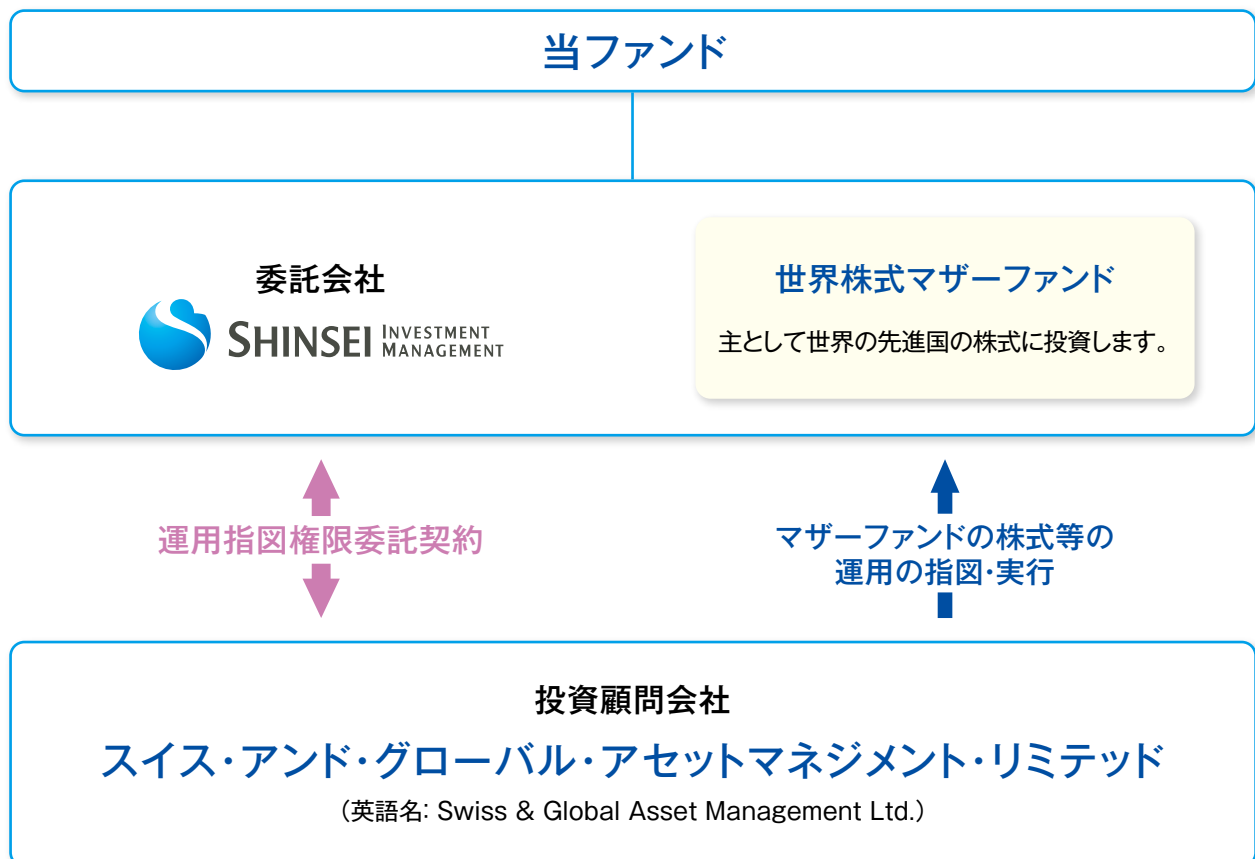 当ファンド
委託会社
SHINSEI INVESTMENT MANAGEMENT
世界株式マザーファンド
主として世界の先進国の株式に投資します。
運用指図権限委託契約
マザーファンドの株式等の
運用の指図・実行
投資顧問会社
スイス・アンド・グローバル・アセットマネジメント・リミテッド
（英語名: Swiss & Global Asset Management Ltd.）